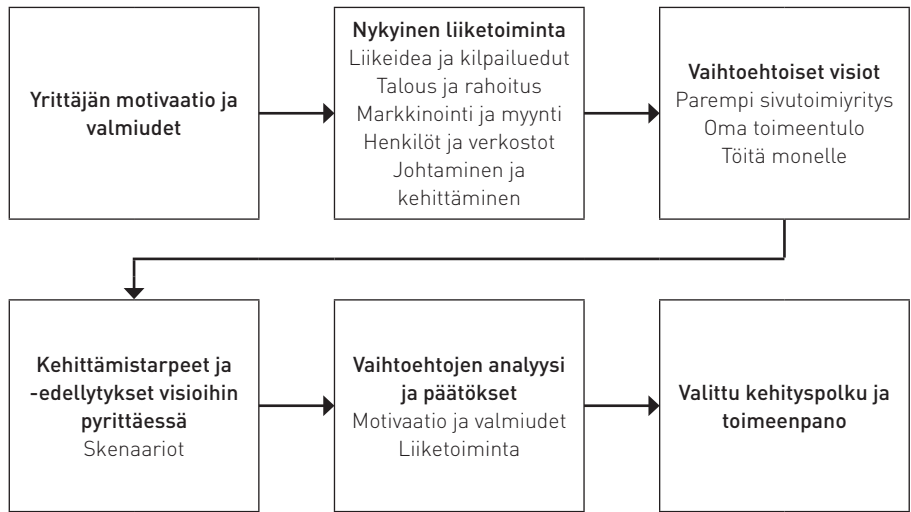 Yrittäjän motivaatio ja
valmiudet
Nykyinen liiketoiminta
Liikeidea ja kilpailuedut
Talous ja rahoitus
Markkinointi ja myynti
Henkilöt ja verkostot
Johtaminen ja
kehittäminen
Vaihtoehtoiset visiot
Parempi sivutoimiyritys
Oma toimeentulo
Töitä monelle
Kehittämistarpeet ja
-edellytykset visioihin
pyrittäessä
Skenaariot
Vaihtoehtojen analyysi
ja päätökset
Motivaatio ja valmiudet
Liiketoiminta
Valittu kehityspolku ja
toimeenpano